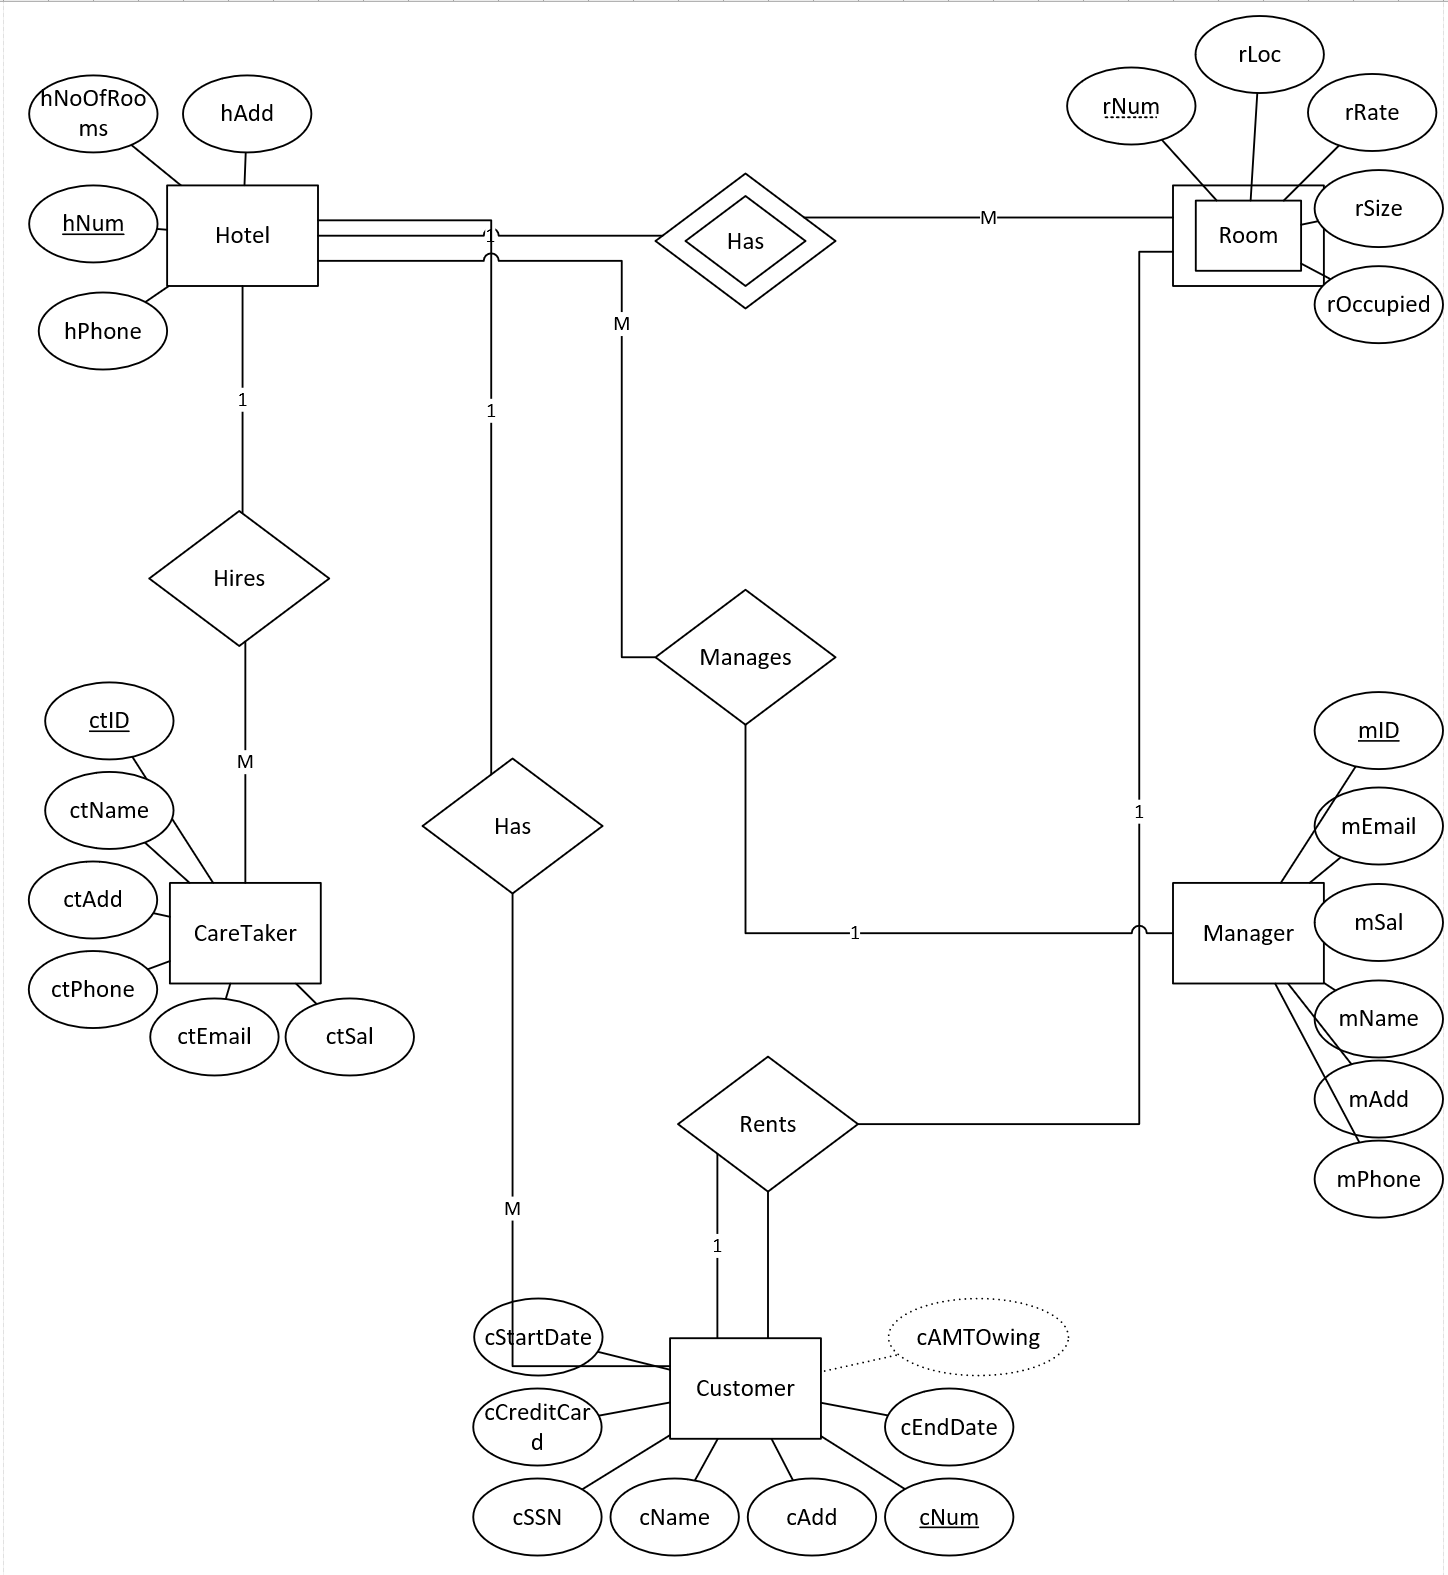 rLoc
hNoOfRoo
ms
hAdd
rNum
rRate
hNum
Hotel
1
Has
M
Room
rSize
hPhone
M
rOccupied
1
1
Hires
Manages
ctID
M
mID
ctName
Has
1
mEmail
ctAdd
CareTaker
1
Manager
mSal
ctPhone
mName
ctEmail
ctSal
mAdd
Rents
mPhone
M
1
cStartDate
cAMTOwing
Customer
cCreditCar
d
cEndDate
cSSN
cName
cAdd
cNum